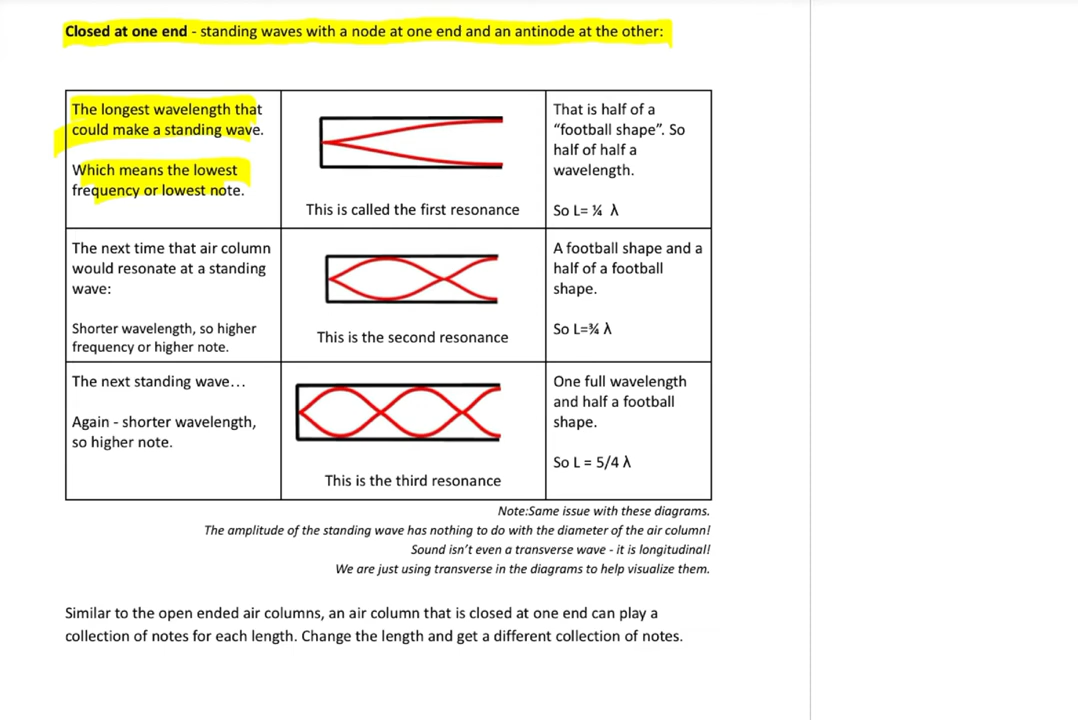 Closed at one end - standing waves with a node at one end and an antinode at the other:
The longest wavelength that
could make a standing wave.
Which means the lowest
frequency or lowest note.
This is called the first resonance
That is half of a
“football shape”. So
half of half a
wavelength.
So L= ¼ λ
The next time that air column
would resonate at a standing
wave:
Shorter wavelength, so higher
frequency or higher note.
This is the second resonance
A football shape and a
half of a football
shape.
So L=¾ λ
The next standing wave…
Again - shorter wavelength,
so higher note.
This is the third resonance
One full wavelength
and half a football
shape.
So L = 5/4 λ
Note:Same issue with these diagrams.
The amplitude of the standing wave has nothing to do with the diameter of the air column!
Sound isn’t even a transverse wave - it is longitudinal!
We are just using transverse in the diagrams to help visualize them.
Similar to the open ended air columns, an air column that is closed at one end can play a
collection of notes for each length. Change the length and get a different collection of notes.